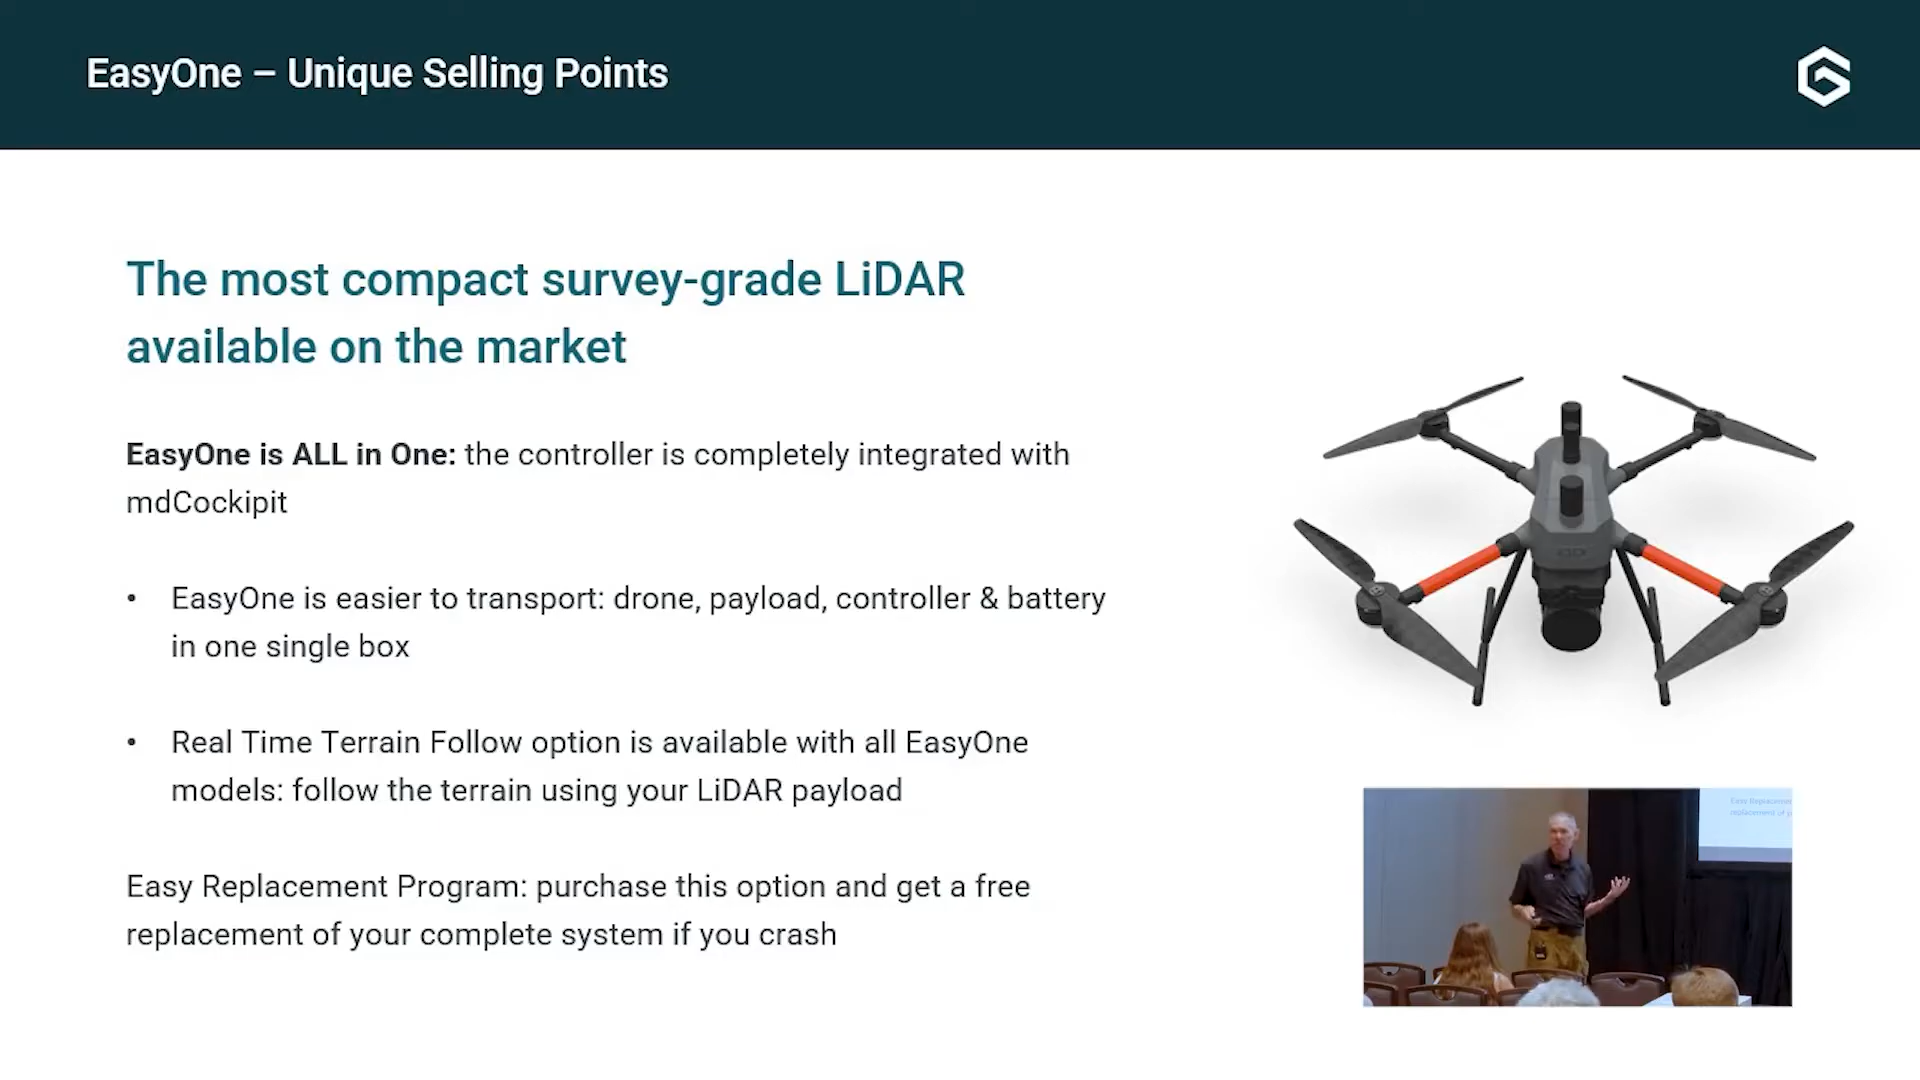 EasyOne – Unique Selling Points
The most compact survey-grade LiDAR
available on the market
EasyOne is ALL in One: the controller is completely integrated with
mdCockipit
• EasyOne is easier to transport: drone, payload, controller & battery
in one single box
• Real Time Terrain Follow option is available with all EasyOne
models: follow the terrain using your LiDAR payload
Easy Replacement Program: purchase this option and get a free
replacement of your complete system if you crash